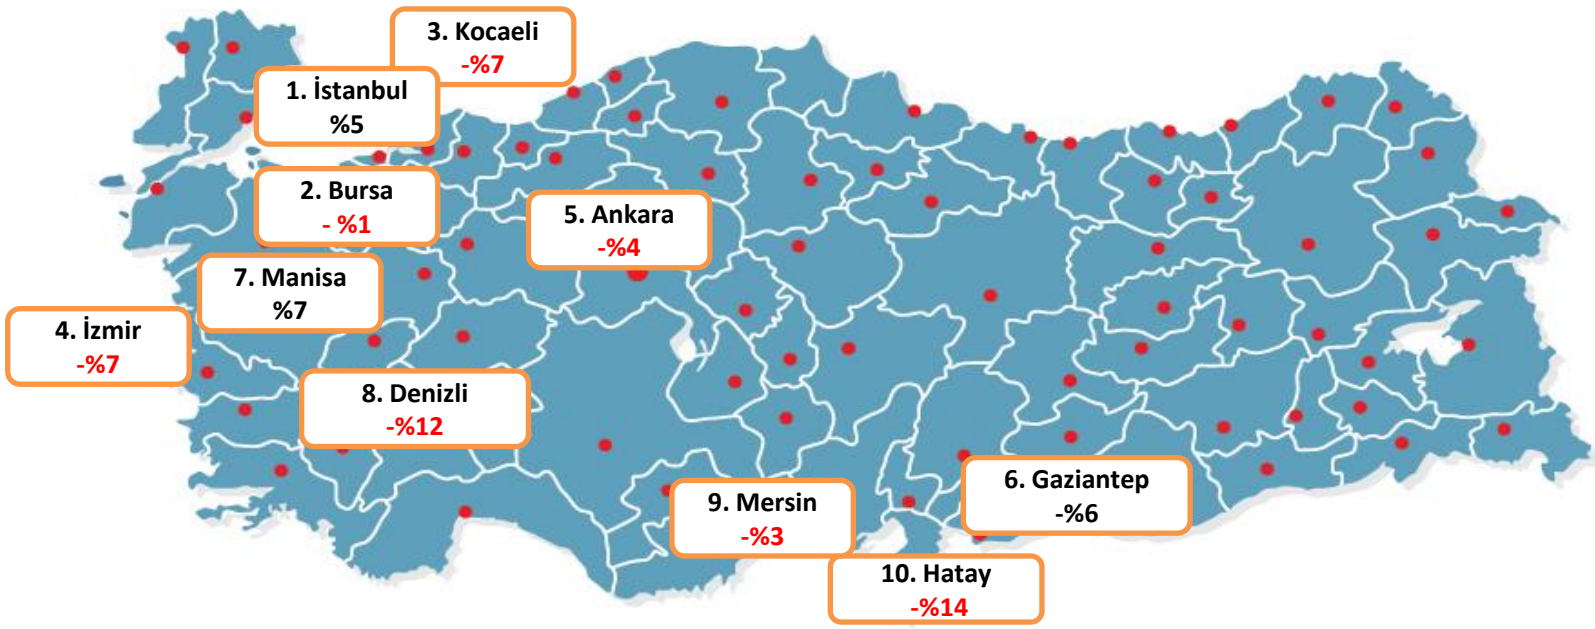 3. Kocaeli
-%7
1. İstanbul
%5
2. Bursa
- %1
5. Ankara
-%4
7. Manisa
%7
4. İzmir
-%7
8. Denizli
-%12
6. Gaziantep
-%6
9. Mersin
-%3
10. Hatay
-%14